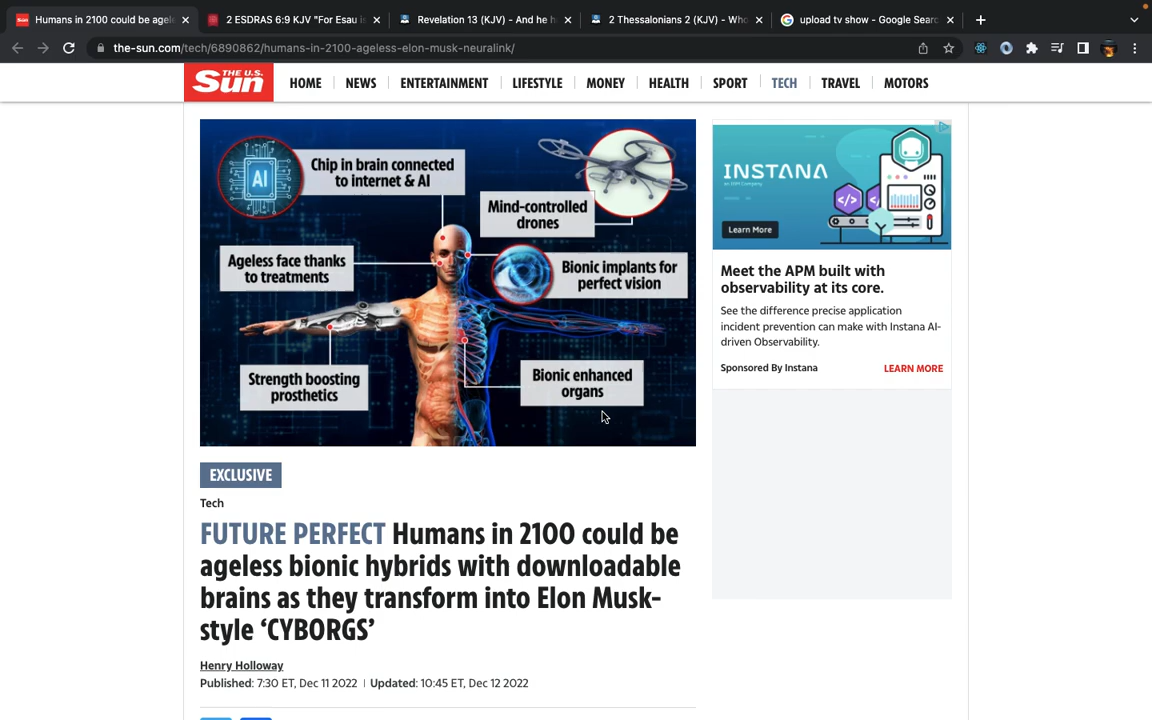 Humans in 2100 could be agele
2 ESDRAS 6:9 KJV "For Esau is
Revelation 13 (KJV) - And he h
2 Thessalonians 2 (KJV) - Who
upload tv show - Google Searc
the-sun.com/tech/6890862/humans-in-2100-ageless-elon-musk-neuralink/
THE U.S.
Sun
HOME
NEWS
ENTERTAINMENT
LIFESTYLE
MONEY
HEALTH
SPORT
TECH
TRAVEL
MOTORS
AI
Chip in brain connected
to internet & AI
Mind-controlled
drones
Ageless face thanks
to treatments
Bionic implants for
perfect vision
Strength boosting
prosthetics
Bionic enhanced
organs
INSTANA
an IBM Company
Learn More
Meet the APM built with
observability at its core.
See the difference precise application
incident prevention can make with Instana AI-
driven Observability.
Sponsored By Instana
LEARN MORE
EXCLUSIVE
Tech
FUTURE PERFECT Humans in 2100 could be
ageless bionic hybrids with downloadable
brains as they transform into Elon Musk-
style ‘CYBORGS’
Henry Holloway
Published: 7:30 ET, Dec 11 2022 | Updated: 10:45 ET, Dec 12 2022